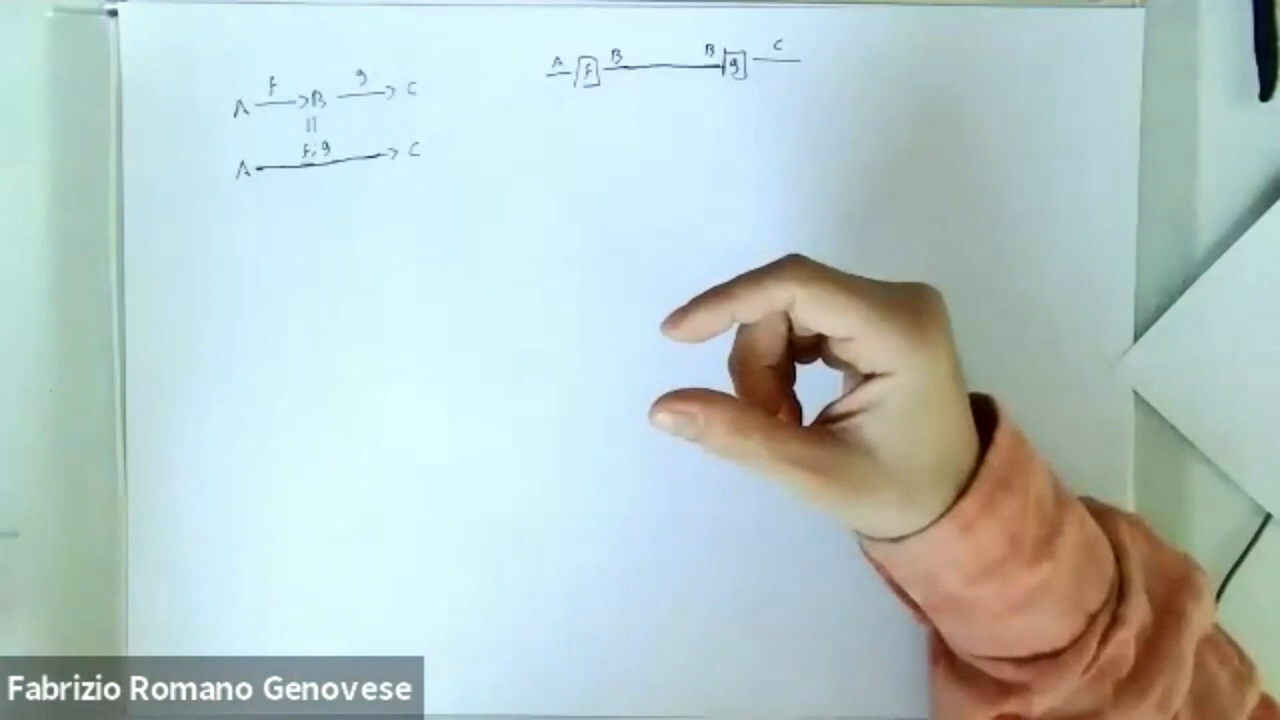 A f B g C
||
A f;g C
A f B B g C
Fabrizio Romano Genovese